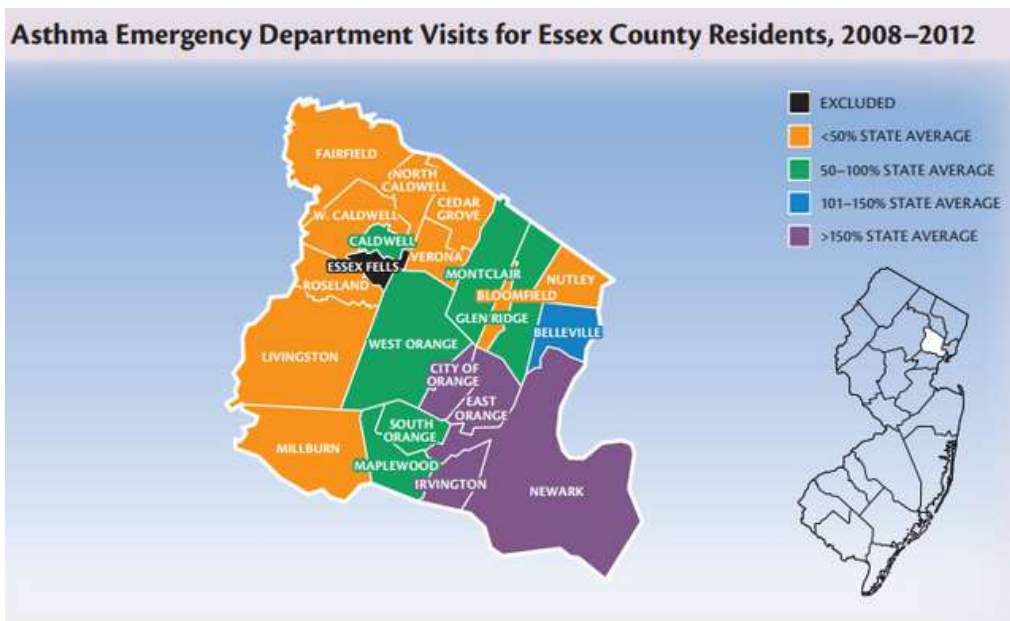 Asthma Emergency Department Visits for Essex County Residents, 2008–2012
EXCLUDED
<50% STATE AVERAGE
50–100% STATE AVERAGE
101–150% STATE AVERAGE
>150% STATE AVERAGE
FAIRFIELD
NORTH
CALDWELL
CEDAR
GROVE
W. CALDWELL
CALDWELL
VERONA
ESSEX FELLS
ROSELAND
MONTCLAIR
NUTLEY
BLOOMFIELD
GLEN RIDGE
BELLEVILLE
WEST ORANGE
LIVINGSTON
CITY OF
ORANGE
EAST
ORANGE
SOUTH
ORANGE
MILLBURN
MAPLEWOOD
IRVINGTON
NEWARK